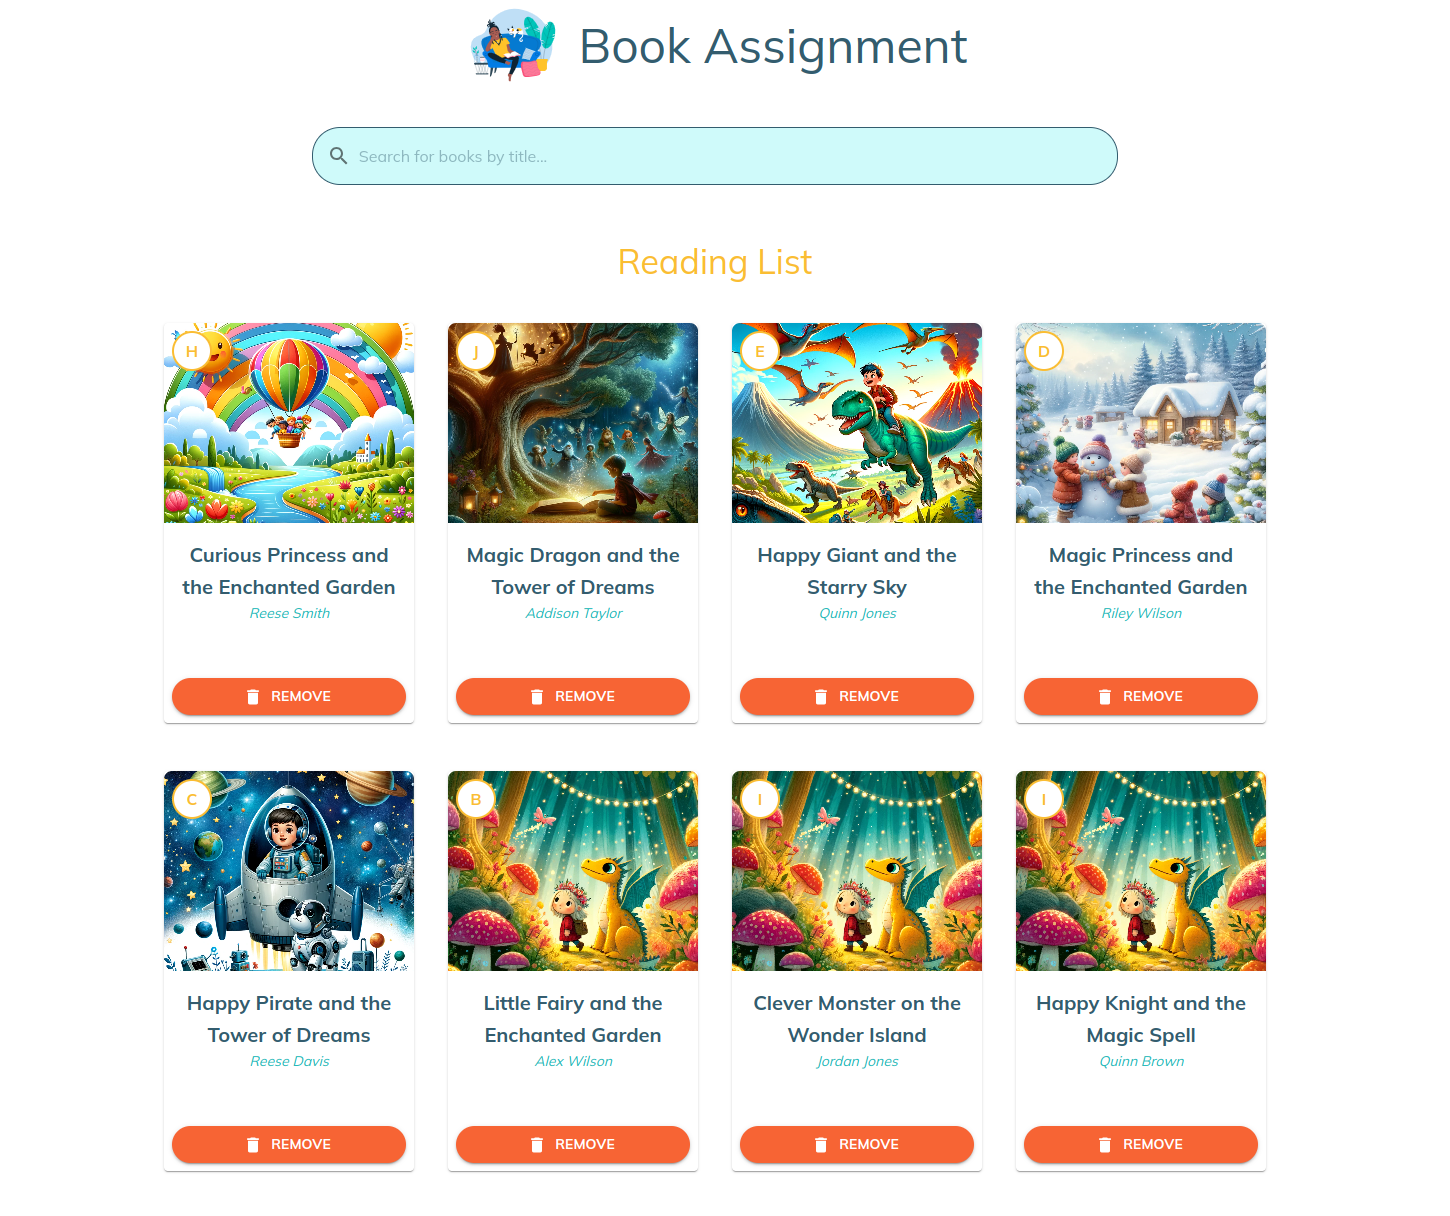 Book Assignment
Search for books by title...
Reading List
H
Curious Princess and
the Enchanted Garden
Reese Smith
REMOVE
J
Magic Dragon and the
Tower of Dreams
Addison Taylor
REMOVE
E
Happy Giant and the
Starry Sky
Quinn Jones
REMOVE
D
Magic Princess and
the Enchanted Garden
Riley Wilson
REMOVE
C
Happy Pirate and the
Tower of Dreams
Reese Davis
REMOVE
B
Little Fairy and the
Enchanted Garden
Alex Wilson
REMOVE
I
Clever Monster on the
Wonder Island
Jordan Jones
REMOVE
I
Happy Knight and the
Magic Spell
Quinn Brown
REMOVE